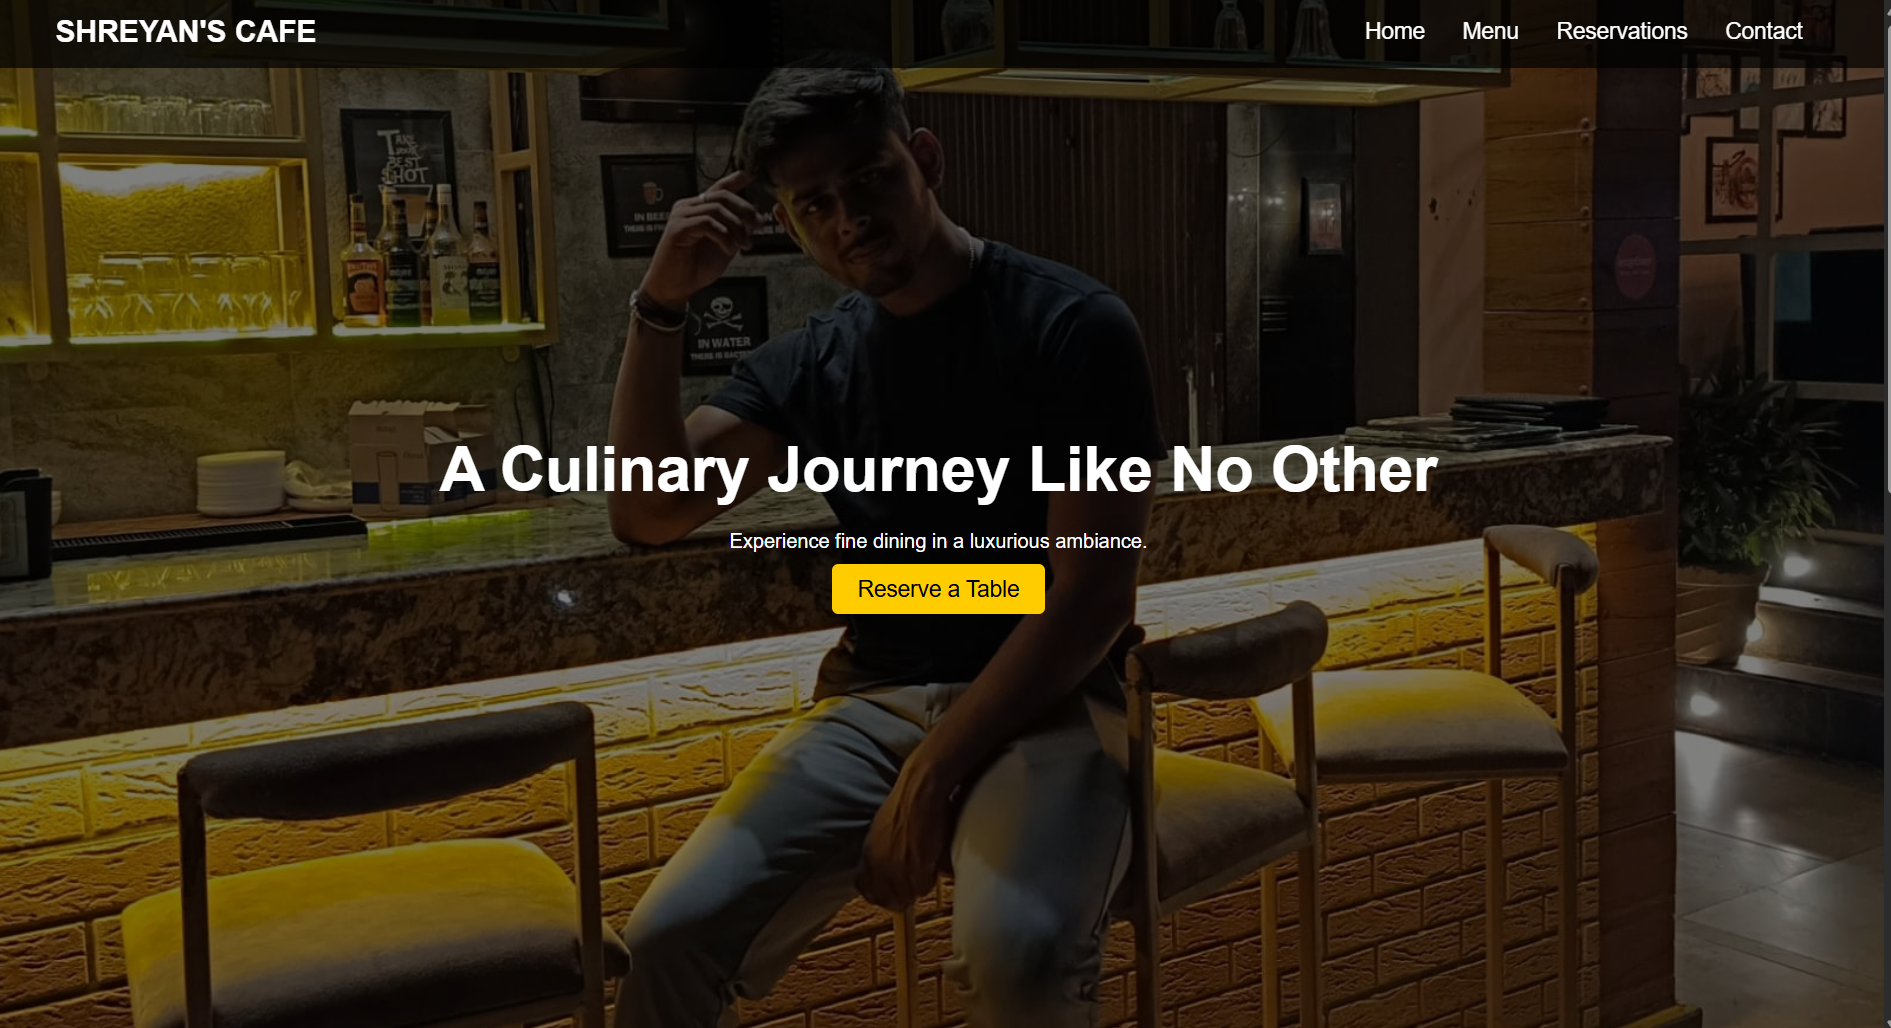 SHREYAN'S CAFE
Home Menu Reservations Contact
TAKE
YOUR
BEST
SHOT
IN BEER
IN WATER
A Culinary Journey Like No Other
Experience fine dining in a luxurious ambiance.
Reserve a Table